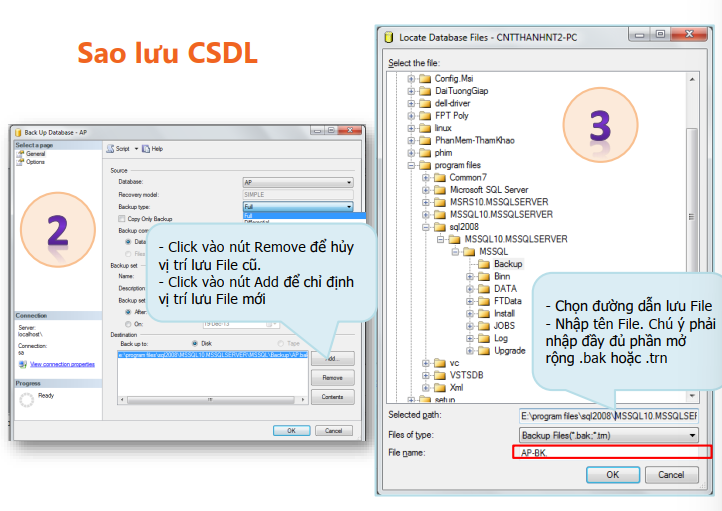 Sao lưu CSDL
Back Up Database - AP
Select a page
General
Options
Script
Help
Source
Database:
AP
Recovery model:
SIMPLE
Backup type:
Full
Full
Differential
Copy Only Backup
Backup set
Name:
Description
Backup set
After:
On:
19-Dec-13
Destination
Back up to:
Disk
Tape
e:\program files\sql2008\MSSQL10.MSSQLSERVER\MSSQL\Backup\AP.bak
Add...
Remove
Contents
Connection
Server:
localhost\
Connection:
sa
View connection properties
Progress
Ready
OK
Cancel
2
- Click vào nút Remove để hủy
vị trí lưu File cũ.
- Click vào nút Add để chỉ định
vị trí lưu File mới
Locate Database Files - CNTTHANHNT2-PC
Select the file:
Config.Msi
DaiTuongGiap
dell-driver
FPT Poly
linux
PhanMem-ThamKhao
phim
program files
Common7
Microsoft SQL Server
MSRS10.MSSQLSERVER
MSSQL10.MSSQLSERVER
sql2008
MSSQL10.MSSQLSERVER
MSSQL
Backup
Binn
DATA
FTData
Install
JOBS
Log
Upgrade
vc
VSTSDB
Xml
setup
3
- Chọn đường dẫn lưu File
- Nhập tên File. Chú ý phải
nhập đầy đủ phần mở
rộng .bak hoặc .trn
Selected path:
E:\program files\sql2008\MSSQL10.MSSQLSEF
Files of type:
Backup Files(*.bak;*.trn)
File name:
AP-BK.
OK
Cancel